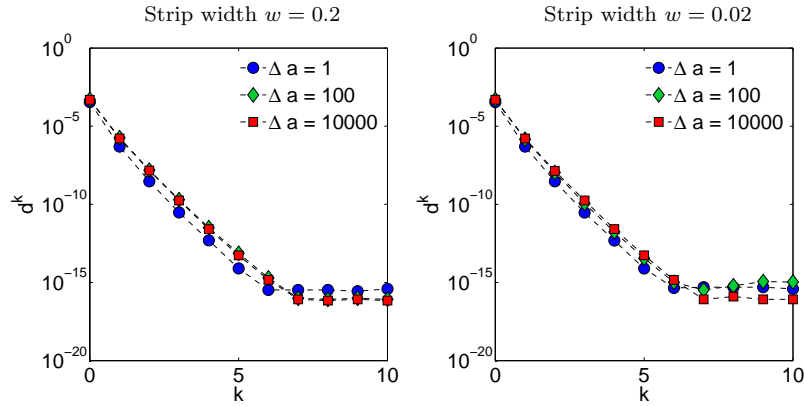 Strip width w = 0.2
10^0
10^−5
10^−10
10^−15
10^−20
d^k
Δ a = 1
Δ a = 100
Δ a = 10000
0
5
10
k
Strip width w = 0.02
10^0
10^−5
10^−10
10^−15
10^−20
d^k
Δ a = 1
Δ a = 100
Δ a = 10000
0
5
10
k